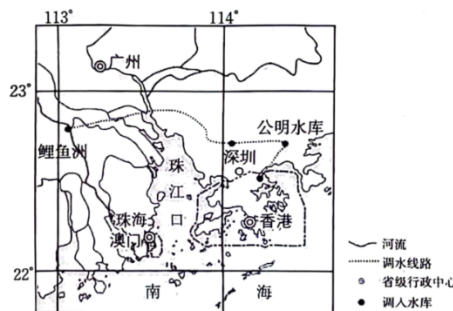 113°
114°
广州
23°
公明水库
鲤鱼洲
深圳
珠
江
口
珠海
澳门
香港
22°
南
海
河流
调水线路
省级行政中心
调入水库